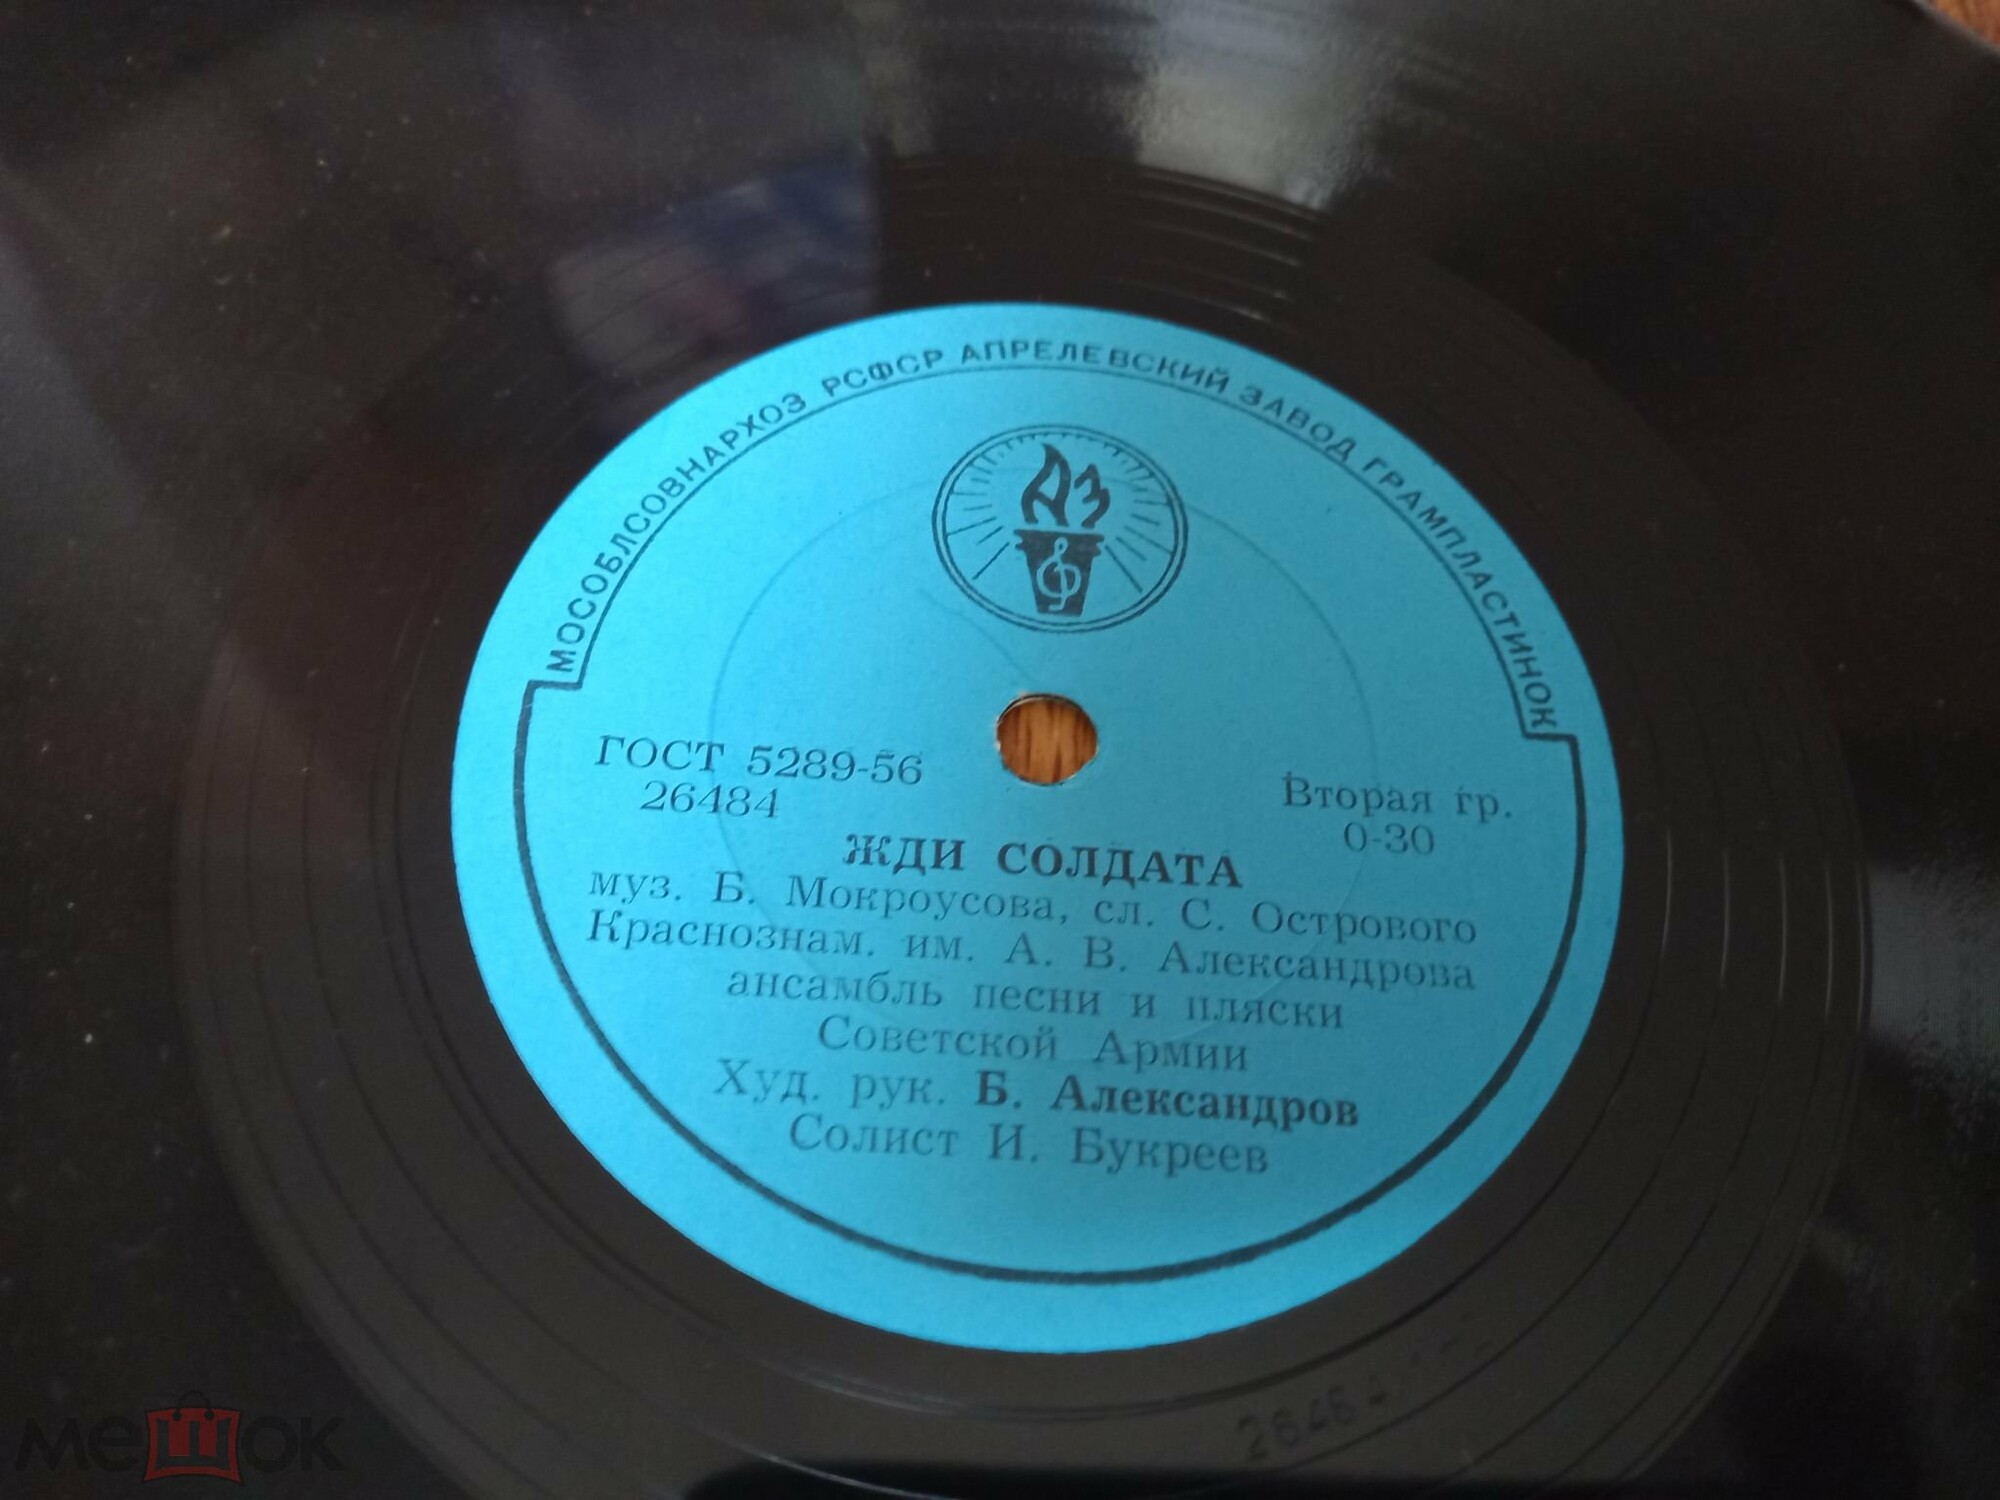 МОСОБЛСОВНАРХОЗ РСФСР АПРЕЛЕВСКИЙ ЗАВОД ГРАМПЛАСТИНОК
АЗ
ГОСТ 5289-56
26484
Вторая гр.
0-30
ЖДИ СОЛДАТА
муз. Б. Мокроусова, сл. С. Острового
Краснознам. им. А. В. Александрова
ансамбль песни и пляски
Советской Армии
Худ. рук. Б. Александров
Солист И. Букреев
мешок